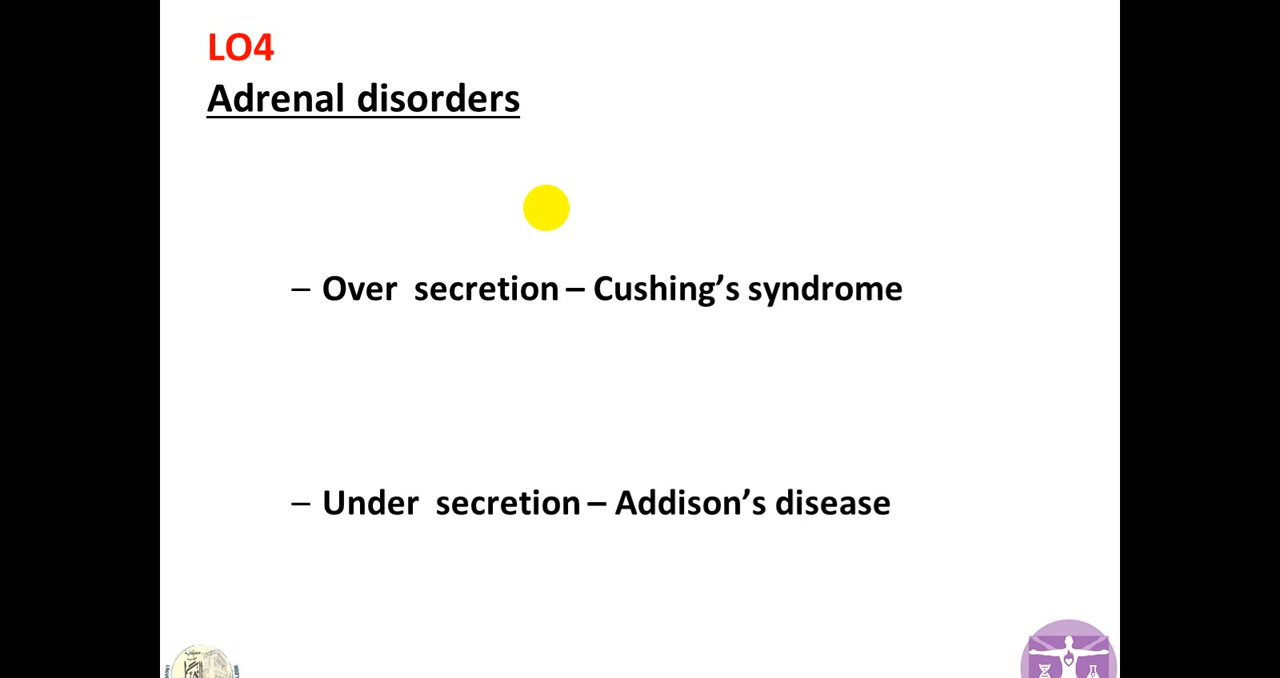 LO4
Adrenal disorders
– Over secretion – Cushing’s syndrome
– Under secretion – Addison’s disease